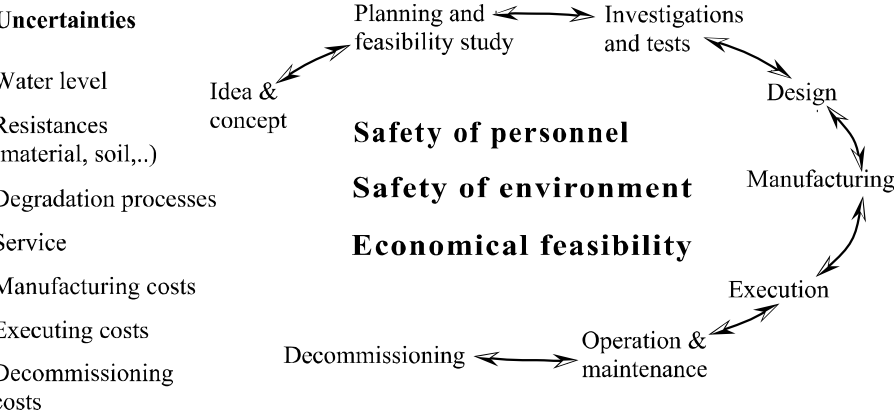 Uncertainties
Water level
Resistances
(material, soil,..)
Degradation processes
Service
Manufacturing costs
Executing costs
Decommissioning
costs
Idea &
concept
Planning and
feasibility study
Investigations
and tests
Design
Manufacturing
Execution
Operation &
maintenance
Decommissioning
Safety of personnel
Safety of environment
Economical feasibility